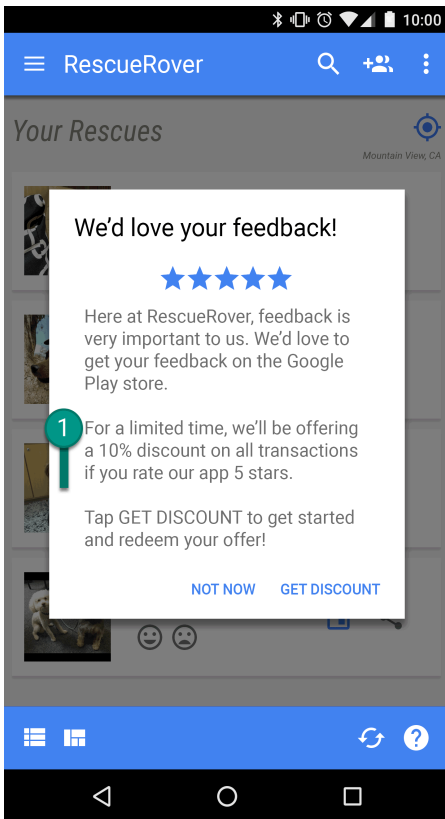 10:00
RescueRover
Your Rescues
Mountain View, CA
We’d love your feedback!
Here at RescueRover, feedback is
very important to us. We’d love to
get your feedback on the Google
Play store.
1
For a limited time, we’ll be offering
a 10% discount on all transactions
if you rate our app 5 stars.
Tap GET DISCOUNT to get started
and redeem your offer!
NOT NOW GET DISCOUNT
?